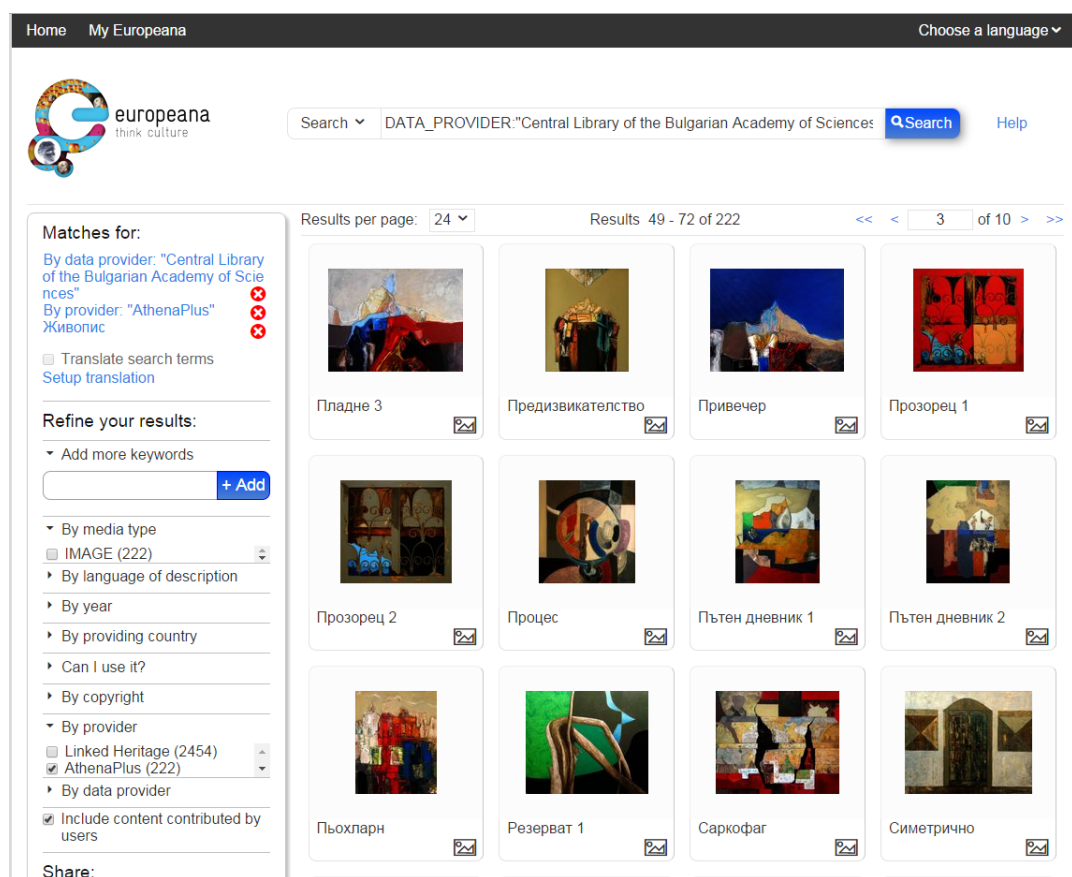 Home My Europeana Choose a language
europeana
think culture
Search DATA_PROVIDER:"Central Library of the Bulgarian Academy of Sciences Search Help
Results per page: 24 Results 49 - 72 of 222 << < 3 of 10 > >>
Matches for:
By data provider: "Central Library
of the Bulgarian Academy of Scie
nces"
By provider: "AthenaPlus"
Живопис
Translate search terms
Setup translation
Refine your results:
Add more keywords
+ Add
By media type
IMAGE (222)
By language of description
By year
By providing country
Can I use it?
By copyright
By provider
Linked Heritage (2454)
AthenaPlus (222)
By data provider
Include content contributed by
users
Share:
Пладне 3
Предизвикателство
Привечер
Прозорец 1
Прозорец 2
Процес
Пътен дневник 1
Пътен дневник 2
Пьохларн
Резерват 1
Саркофаг
Симетрично